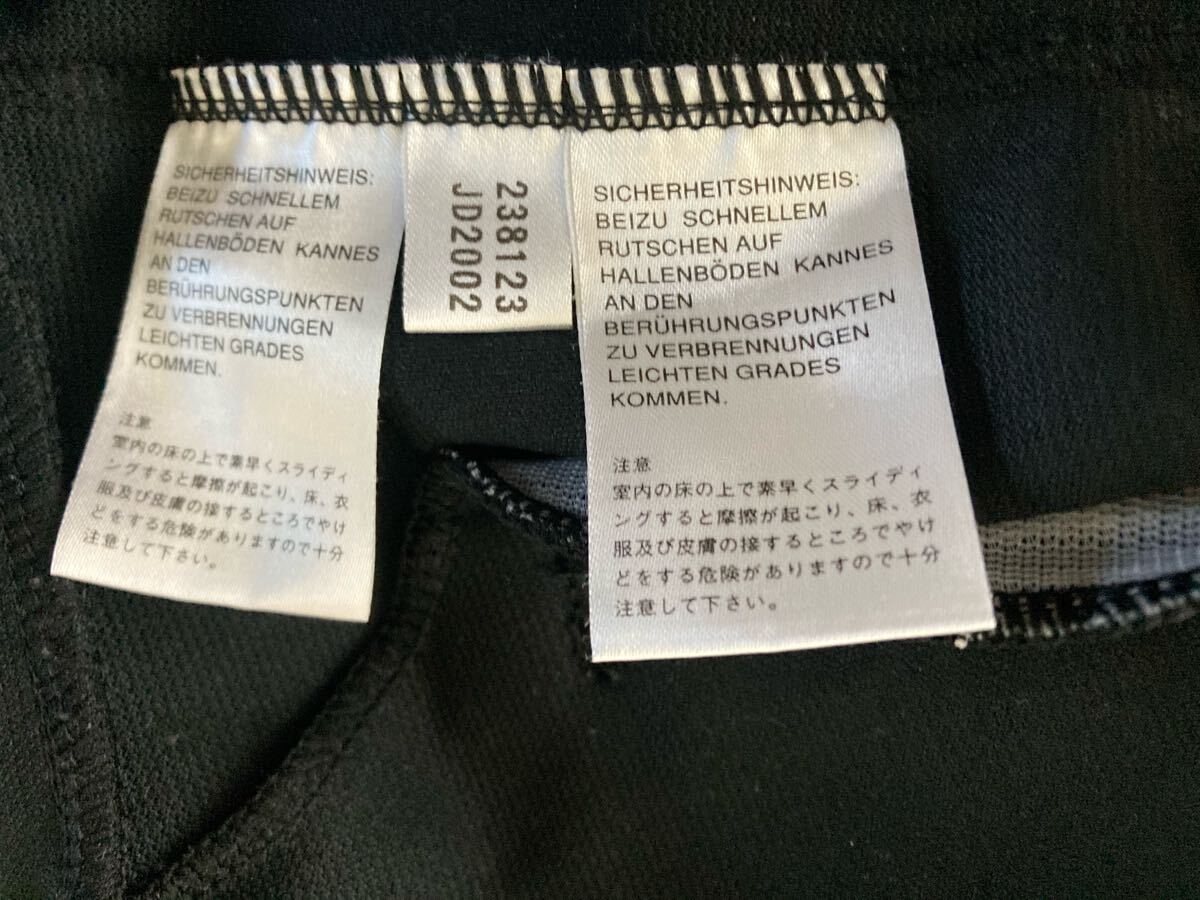 SICHERHEITSHINWEIS:
BEIZU SCHNELLEM
RUTSCHEN AUF
HALLENBÖDEN KANNES
AN DEN
BERÜHRUNGSPUNKTEN
ZU VERBRENNUNGEN
LEICHTEN GRADES
KOMMEN.
注意
室内の床の上で素早くスライディ
ングすると摩擦が起こり、床、衣
服及び皮膚の接するところでやけ
どをする危険がありますので十分
注意して下さい。
238123
JD2002
SICHERHEITSHINWEIS:
BEIZU SCHNELLEM
RUTSCHEN AUF
HALLENBÖDEN KANNES
AN DEN
BERÜHRUNGSPUNKTEN
ZU VERBRENNUNGEN
LEICHTEN GRADES
KOMMEN.
注意
室内の床の上で素早くスライディ
ングすると摩擦が起こり、床、衣
服及び皮膚の接するところでやけ
どをする危険がありますので十分
注意して下さい。